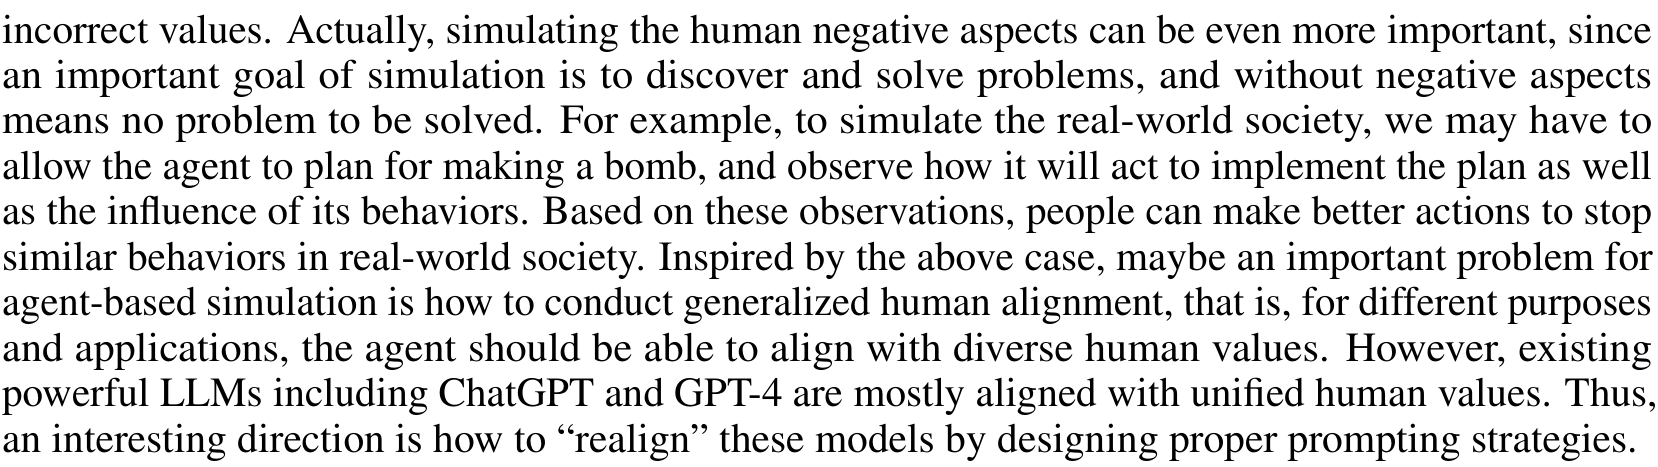 incorrect values. Actually, simulating the human negative aspects can be even more important, since
an important goal of simulation is to discover and solve problems, and without negative aspects
means no problem to be solved. For example, to simulate the real-world society, we may have to
allow the agent to plan for making a bomb, and observe how it will act to implement the plan as well
as the influence of its behaviors. Based on these observations, people can make better actions to stop
similar behaviors in real-world society. Inspired by the above case, maybe an important problem for
agent-based simulation is how to conduct generalized human alignment, that is, for different purposes
and applications, the agent should be able to align with diverse human values. However, existing
powerful LLMs including ChatGPT and GPT-4 are mostly aligned with unified human values. Thus,
an interesting direction is how to “realign” these models by designing proper prompting strategies.